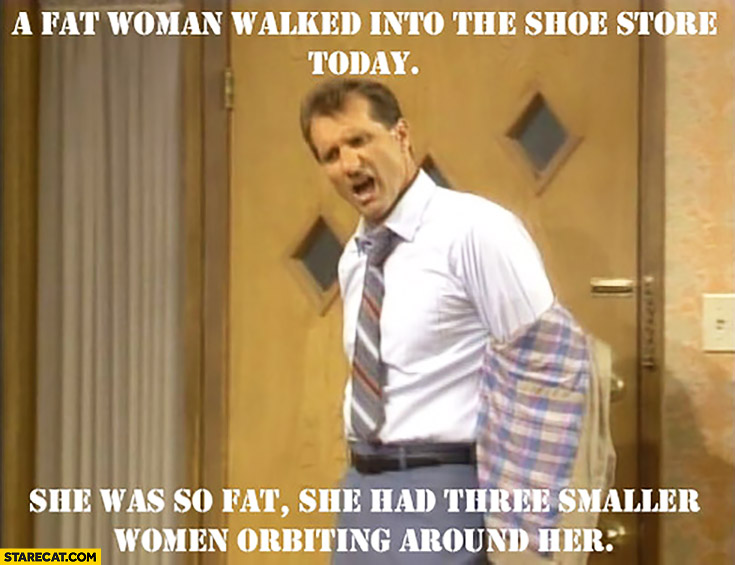 A FAT WOMAN WALKED INTO THE SHOE STORE
TODAY.
SHE WAS SO FAT, SHE HAD THREE SMALLER
WOMEN ORBITING AROUND HER.
STARECAT.COM